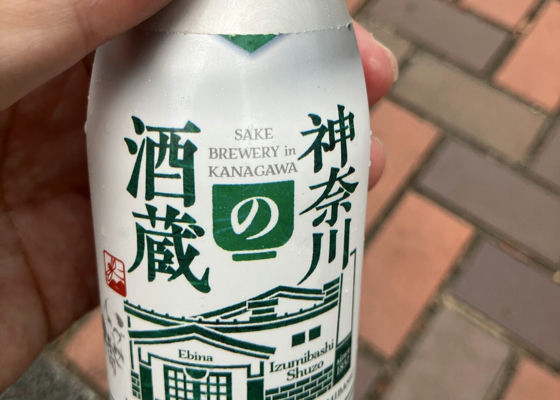 神奈川
の
酒蔵
SAKE
BREWERY in
KANAGAWA
Ebina
Izumibashi
Shuzo